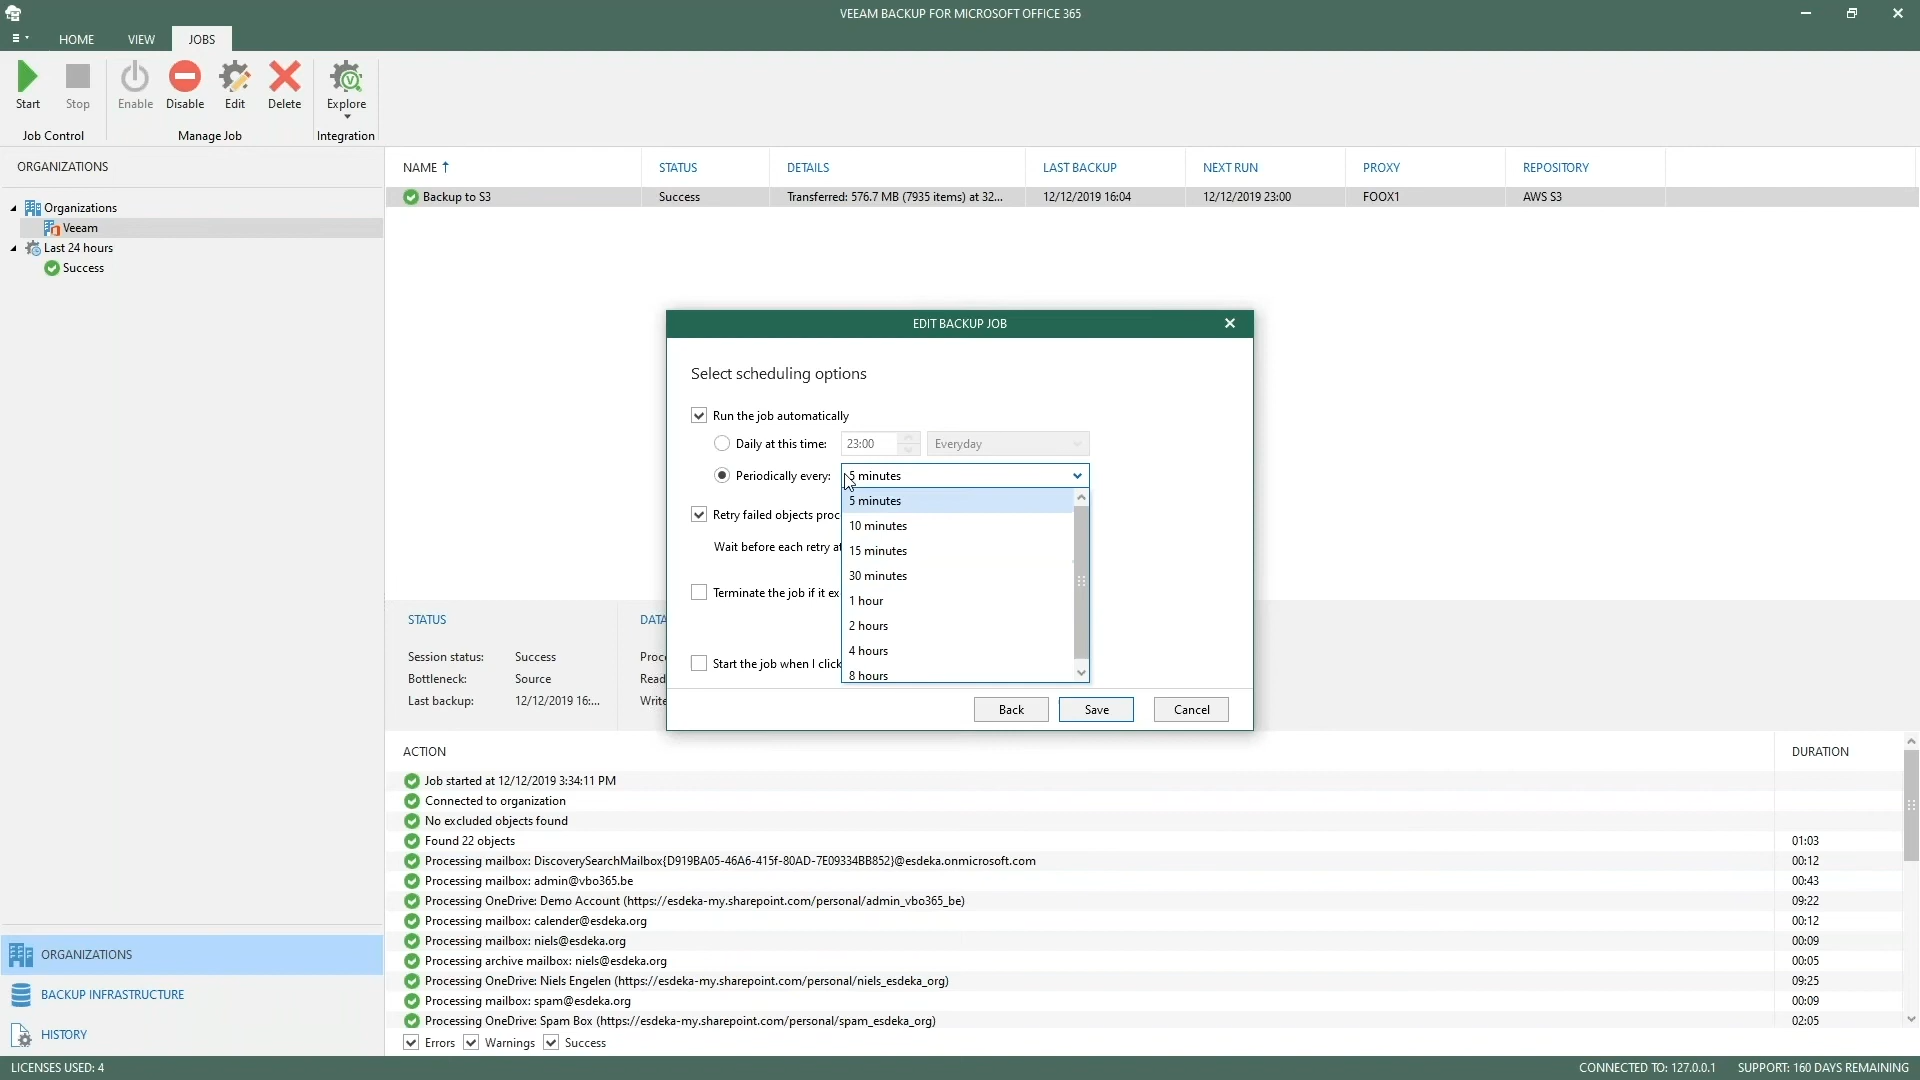 VEEAM BACKUP FOR MICROSOFT OFFICE 365
HOME VIEW JOBS
Start Stop Enable Disable Edit Delete Explore
Job Control Manage Job Integration
ORGANIZATIONS
Organizations
Veeam
Last 24 hours
Success
NAME STATUS DETAILS LAST BACKUP NEXT RUN PROXY REPOSITORY
Backup to S3 Success Transferred: 576.7 MB (7935 items) at 32... 12/12/2019 16:04 12/12/2019 23:00 FOOX1 AWS S3
EDIT BACKUP JOB
Select scheduling options
Run the job automatically
Daily at this time: 23:00 Everyday
Periodically every: 5 minutes
5 minutes
10 minutes
15 minutes
30 minutes
1 hour
2 hours
4 hours
8 hours
Retry failed objects proc
Wait before each retry at
Terminate the job if it ex
Start the job when I click
Back Save Cancel
STATUS DATA
Session status: Success Proc
Bottleneck: Source Read
Last backup: 12/12/2019 16:... Write
ACTION DURATION
Job started at 12/12/2019 3:34:11 PM
Connected to organization
No excluded objects found
Found 22 objects 01:03
Processing mailbox: DiscoverySearchMailbox{D919BA05-46A6-415f-80AD-7E09334BB852}@esdeka.onmicrosoft.com 00:12
Processing mailbox: admin@vbo365.be 00:43
Processing OneDrive: Demo Account (https://esdeka-my.sharepoint.com/personal/admin_vbo365_be) 09:22
Processing mailbox: calender@esdeka.org 00:12
Processing mailbox: niels@esdeka.org 00:09
Processing archive mailbox: niels@esdeka.org 00:05
Processing OneDrive: Niels Engelen (https://esdeka-my.sharepoint.com/personal/niels_esdeka_org) 09:25
Processing mailbox: spam@esdeka.org 00:09
Processing OneDrive: Spam Box (https://esdeka-my.sharepoint.com/personal/spam_esdeka_org) 02:05
Errors Warnings Success
ORGANIZATIONS
BACKUP INFRASTRUCTURE
HISTORY
LICENSES USED: 4 CONNECTED TO: 127.0.0.1 SUPPORT: 160 DAYS REMAINING